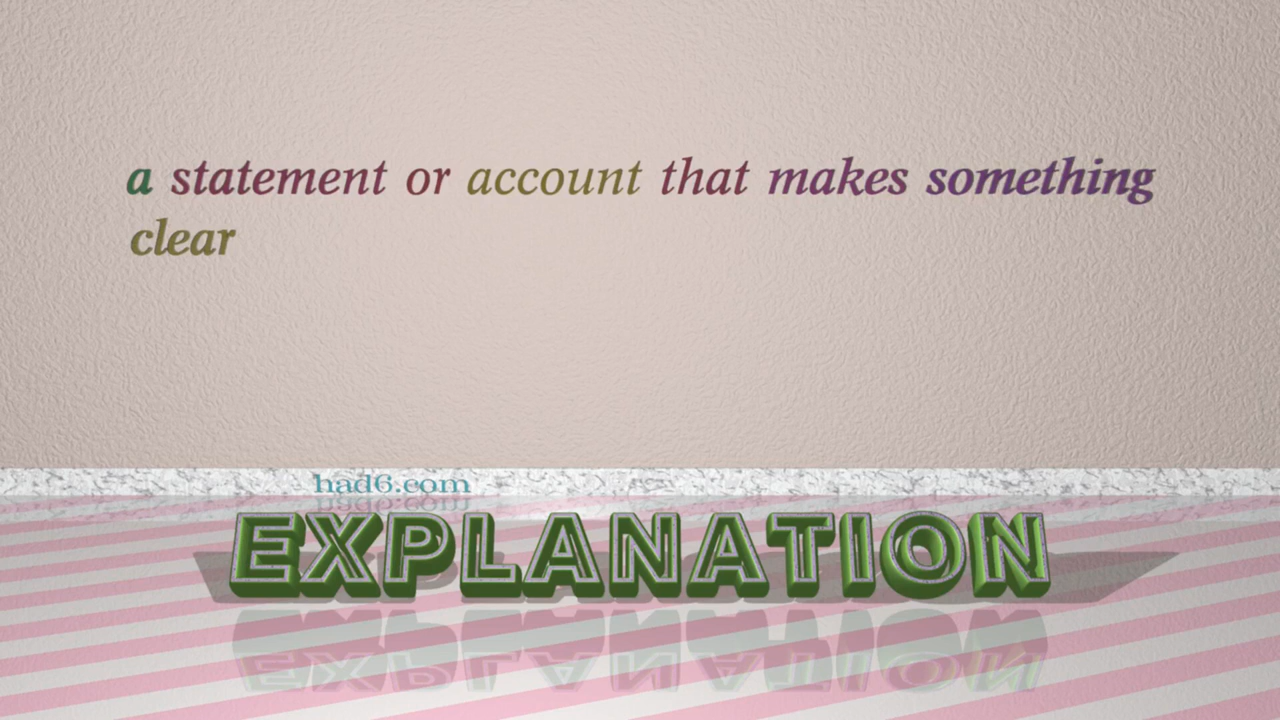 a statement or account that makes something
clear
had6.com
EXPLANATION